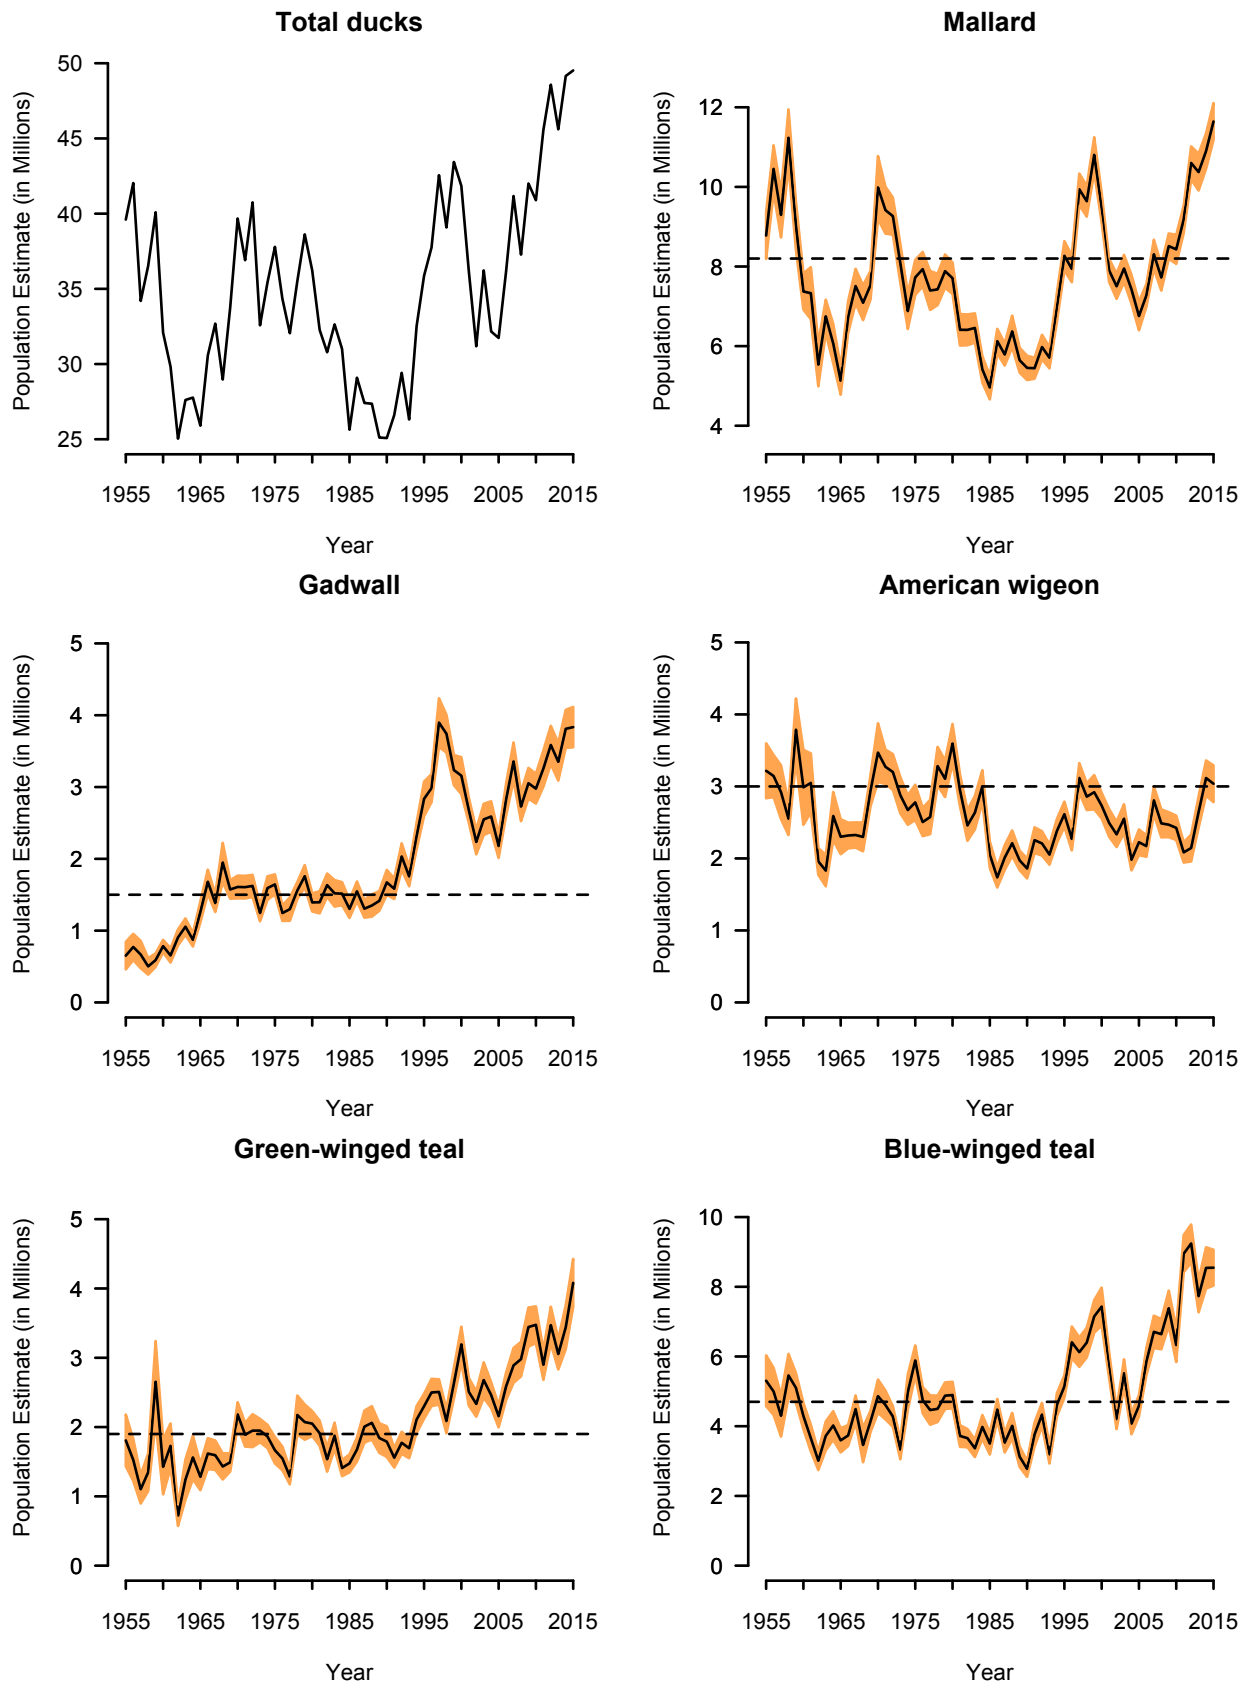 Total ducks
Population Estimate (in Millions)
50
45
40
35
30
25
1955 1965 1975 1985 1995 2005 2015
Year
Mallard
Population Estimate (in Millions)
12
10
8
6
4
1955 1965 1975 1985 1995 2005 2015
Year
Gadwall
Population Estimate (in Millions)
5
4
3
2
1
0
1955 1965 1975 1985 1995 2005 2015
Year
American wigeon
Population Estimate (in Millions)
5
4
3
2
1
0
1955 1965 1975 1985 1995 2005 2015
Year
Green-winged teal
Population Estimate (in Millions)
5
4
3
2
1
0
1955 1965 1975 1985 1995 2005 2015
Year
Blue-winged teal
Population Estimate (in Millions)
10
8
6
4
2
0
1955 1965 1975 1985 1995 2005 2015
Year